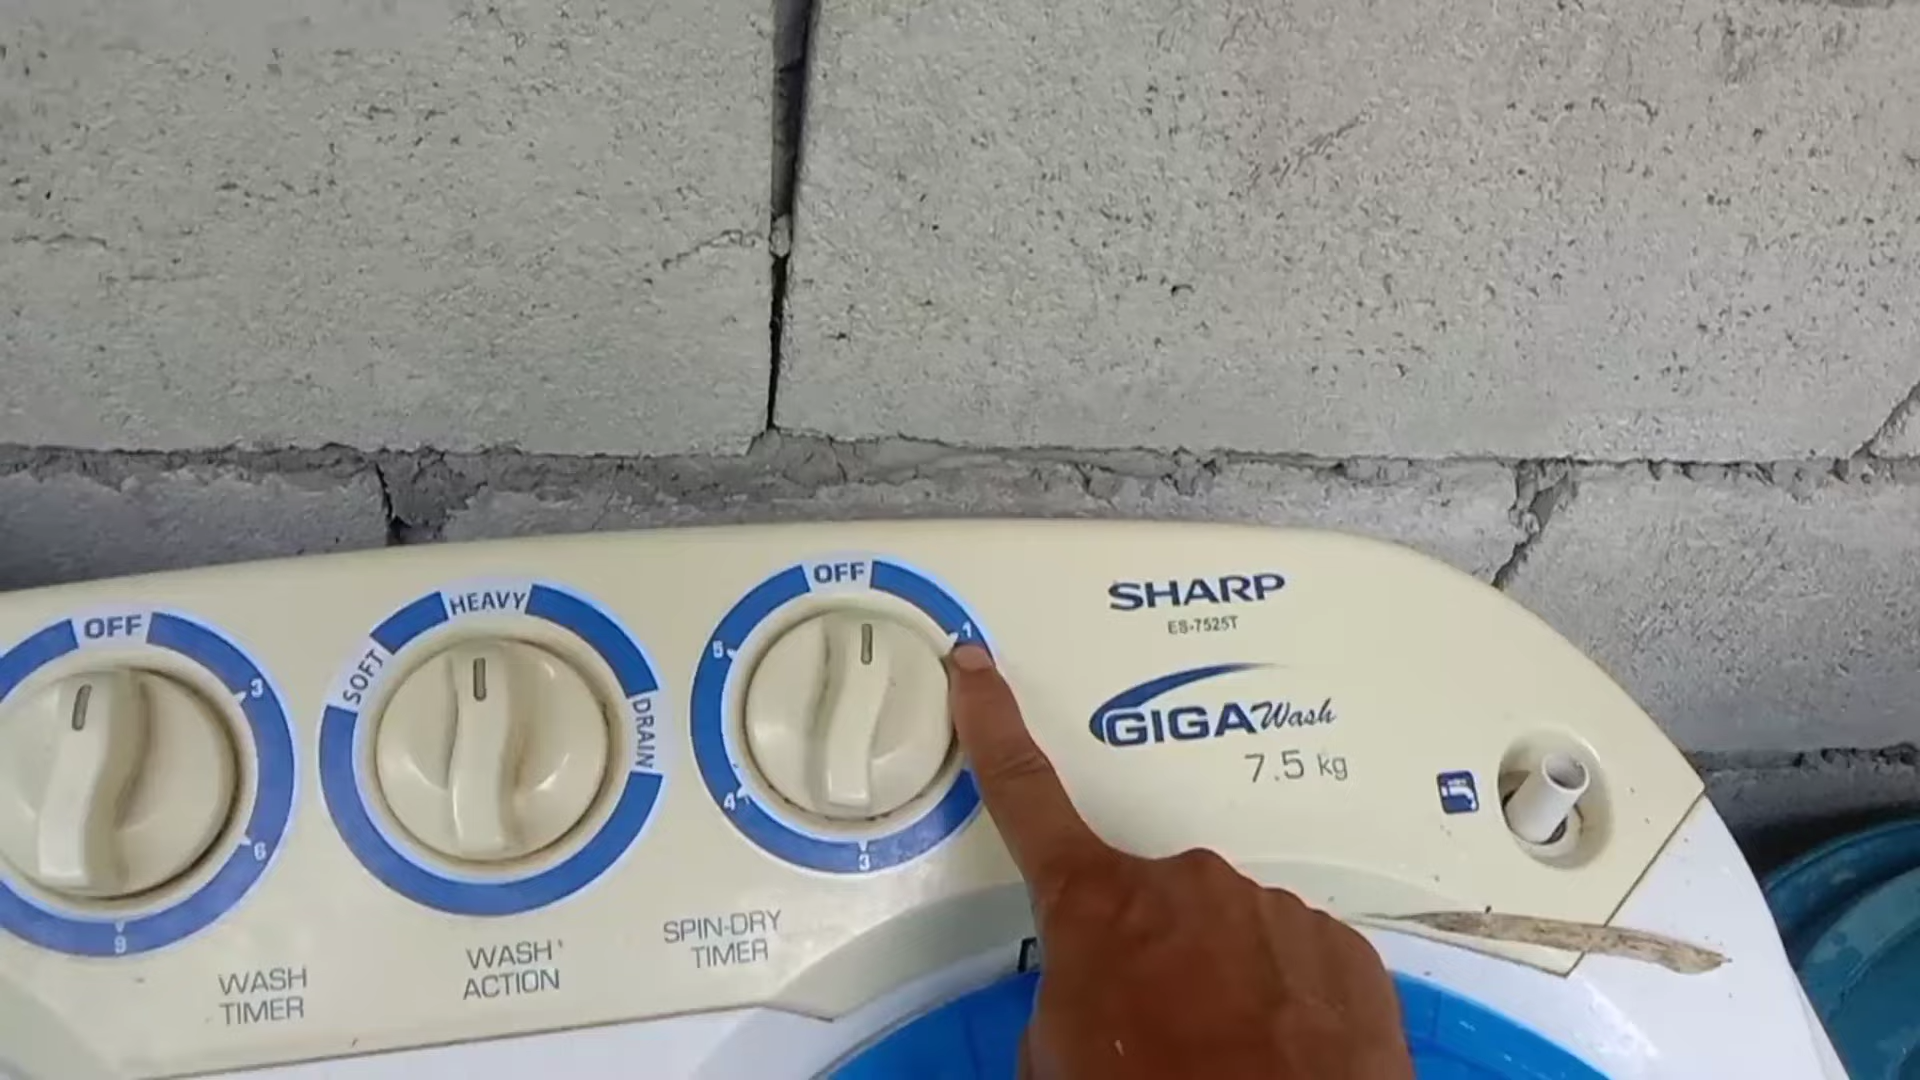 OFF
3
6
9
WASH
TIMER
HEAVY
SOFT
DRAIN
WASH
ACTION
OFF
1
3
4
5
SPIN-DRY
TIMER
SHARP
ES-7525T
GIGA Wash
7.5 kg